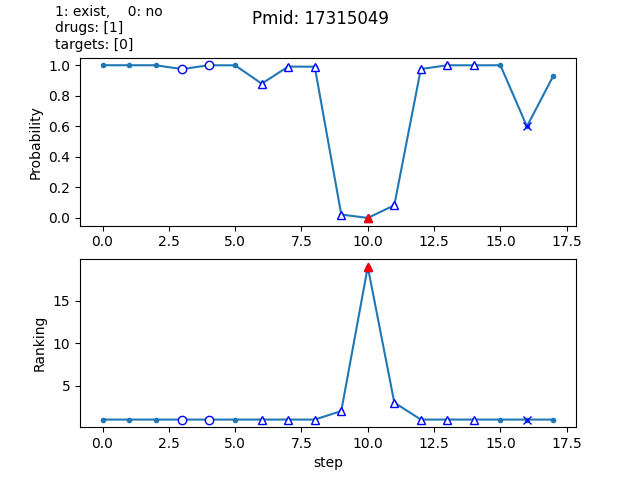 1: exist,    0: no
drugs: [1]
targets: [0]
Pmid: 17315049
Probability
1.0
0.8
0.6
0.4
0.2
0.0
0.0 2.5 5.0 7.5 10.0 12.5 15.0 17.5
Ranking
15
10
5
0.0 2.5 5.0 7.5 10.0 12.5 15.0 17.5
step